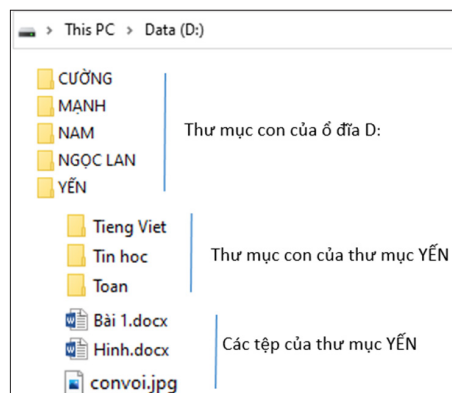 This PC > Data (D:)
CƯỜNG
MẠNH
NAM
Thư mục con của ổ đĩa D:
NGỌC LAN
YẾN
Tieng Viet
Tin hoc
Thư mục con của thư mục YẾN
Toan
Bài 1.docx
Hinh.docx
Các tệp của thư mục YẾN
convoi.jpg